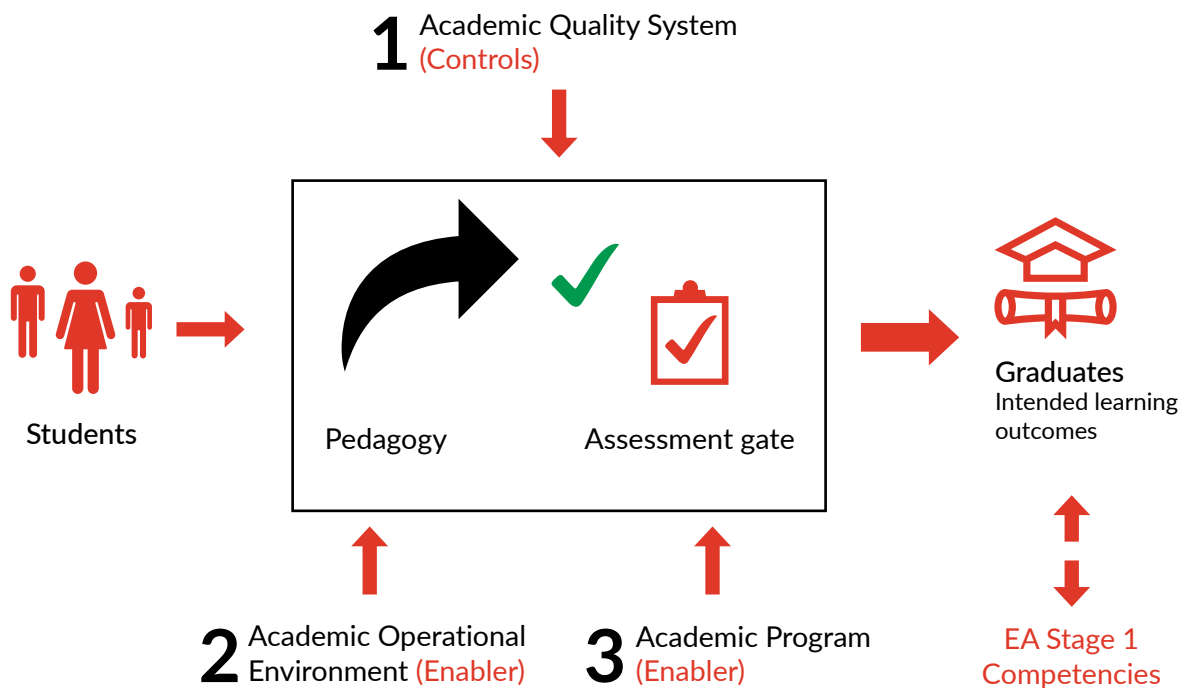 1 Academic Quality System
(Controls)
Students
Pedagogy
Assessment gate
Graduates
Intended learning
outcomes
2 Academic Operational
Environment (Enabler)
3 Academic Program
(Enabler)
EA Stage 1
Competencies